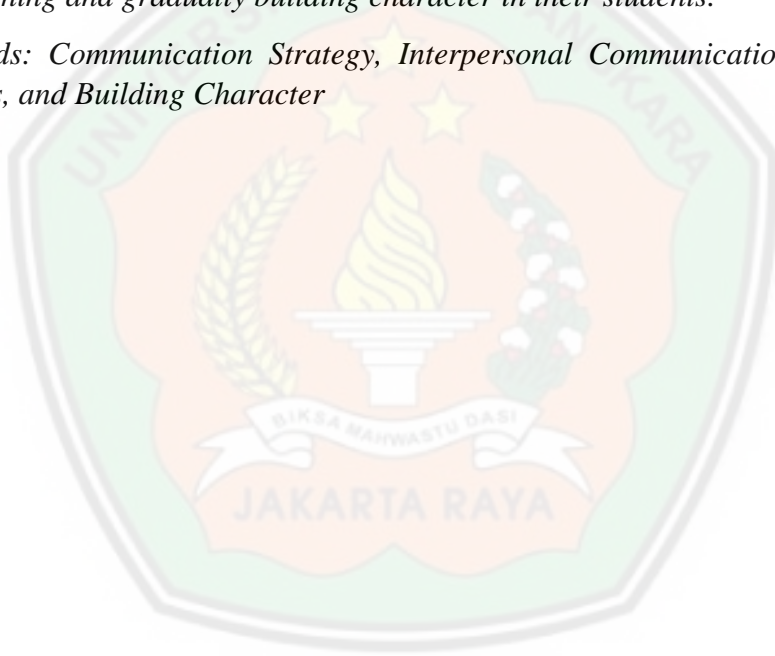 and gradually building character in their students.
ds: Communication Strategy, Interpersonal Communicatio
s, and Building Character
BIKSA MAHWASTU DASI
JAKARTA RAYA